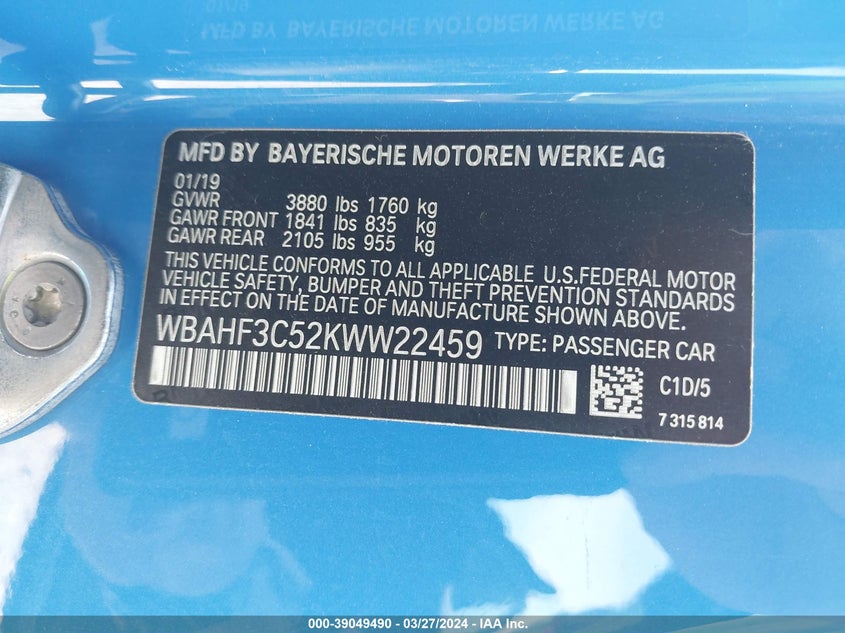 MFD BY BAYERISCHE MOTOREN WERKE AG
01/19
GVWR 3880 lbs 1760 kg
GAWR FRONT 1841 lbs 835 kg
GAWR REAR 2105 lbs 955 kg
THIS VEHICLE CONFORMS TO ALL APPLICABLE U.S.FEDERAL MOTOR
VEHICLE SAFETY, BUMPER AND THEFT PREVENTION STANDARDS
IN EFFECT ON THE DATE OF MANUFACTURE SHOWN ABOVE.
WBAHF3C52KWW22459 TYPE: PASSENGER CAR
C1D/5
7 315 814
000-39049490 - 03/27/2024 - IAA Inc.